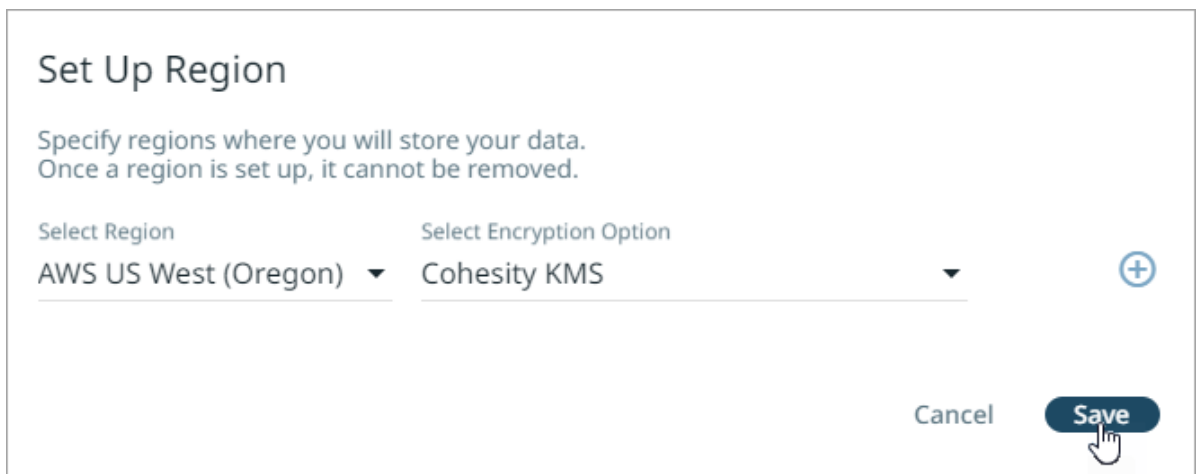 Set Up Region
Specify regions where you will store your data.
Once a region is set up, it cannot be removed.
Select Region
Select Encryption Option
AWS US West (Oregon)
Cohesity KMS
Cancel
Save